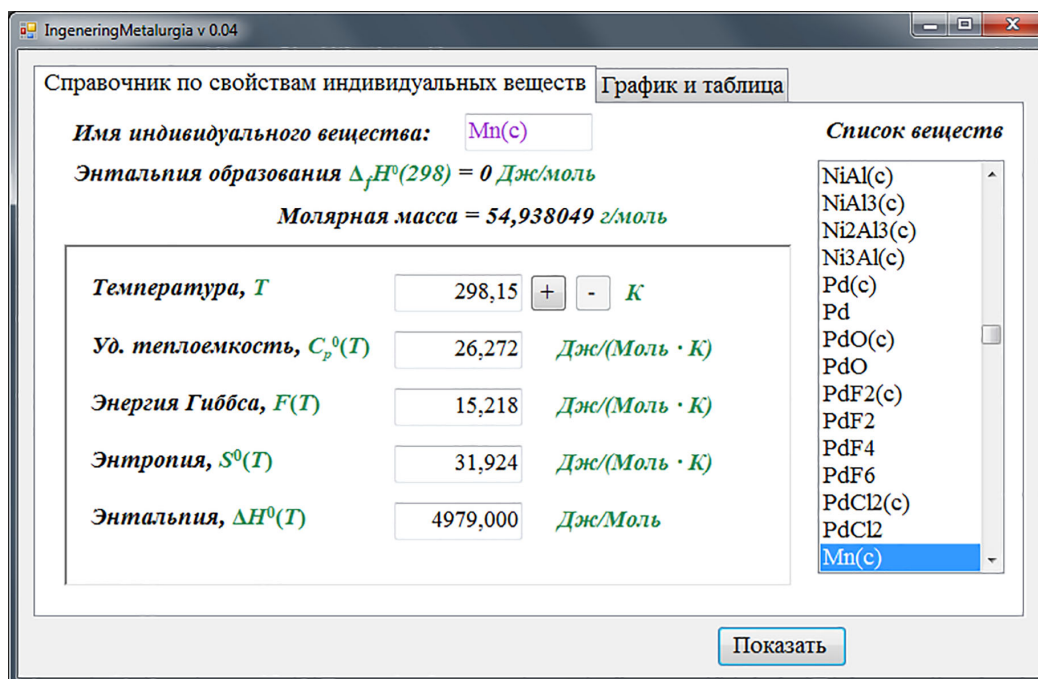 IngeneringMetalurgia v 0.04
Справочник по свойствам индивидуальных веществ
График и таблица
Имя индивидуального вещества: Mn(c)
Энтальпия образования ΔfH⁰(298) = 0 Дж/моль
Молярная масса = 54,938049 г/моль
Температура, T 298,15 + - К
Уд. теплоемкость, Cp⁰(T) 26,272 Дж/(Моль · К)
Энергия Гиббса, F(T) 15,218 Дж/(Моль · К)
Энтропия, S⁰(T) 31,924 Дж/(Моль · К)
Энтальпия, ΔH⁰(T) 4979,000 Дж/Моль
Список веществ
NiAl(c)
NiAl3(c)
Ni2Al3(c)
Ni3Al(c)
Pd(c)
Pd
PdO(c)
PdO
PdF2(c)
PdF2
PdF4
PdF6
PdCl2(c)
PdCl2
Mn(c)
Показать